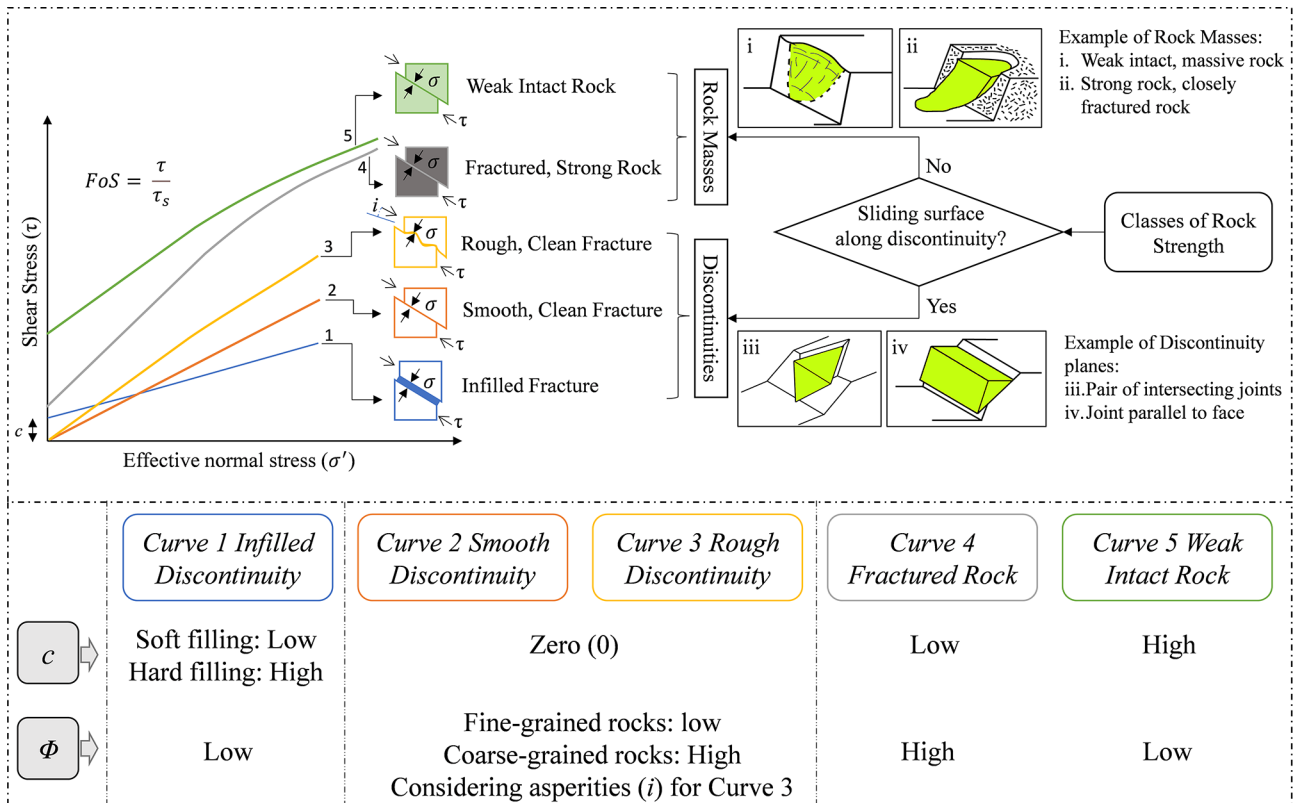 Shear Stress (τ)
FoS = τ / τs
c
Effective normal stress (σ′)
1
2
3
4
5
i
σ
τ
Weak Intact Rock
σ
τ
Fractured, Strong Rock
σ
τ
Rough, Clean Fracture
σ
τ
Smooth, Clean Fracture
σ
τ
Infilled Fracture
Rock Masses
Discontinuities
i
ii
Example of Rock Masses:
i. Weak intact, massive rock
ii. Strong rock, closely
fractured rock
No
Sliding surface
along discontinuity?
Yes
Classes of Rock
Strength
iii
iv
Example of Discontinuity
planes:
iii.Pair of intersecting joints
iv.Joint parallel to face
Curve 1 Infilled
Discontinuity
Curve 2 Smooth
Discontinuity
Curve 3 Rough
Discontinuity
Curve 4
Fractured Rock
Curve 5 Weak
Intact Rock
c
Soft filling: Low
Hard filling: High
Zero (0)
Low
High
Φ
Low
Fine-grained rocks: low
Coarse-grained rocks: High
Considering asperities (i) for Curve 3
High
Low